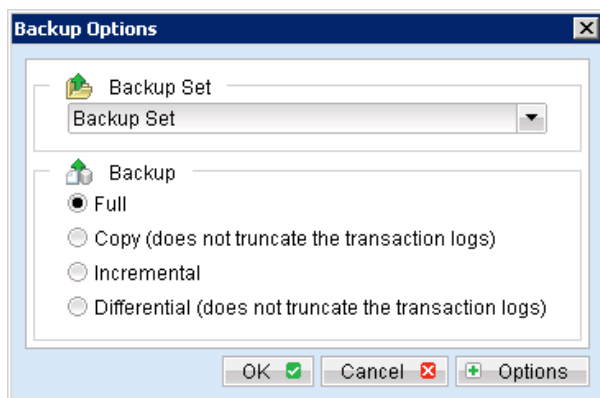 Backup Options
Backup Set
Backup Set
Backup
Full
Copy (does not truncate the transaction logs)
Incremental
Differential (does not truncate the transaction logs)
OK Cancel Options